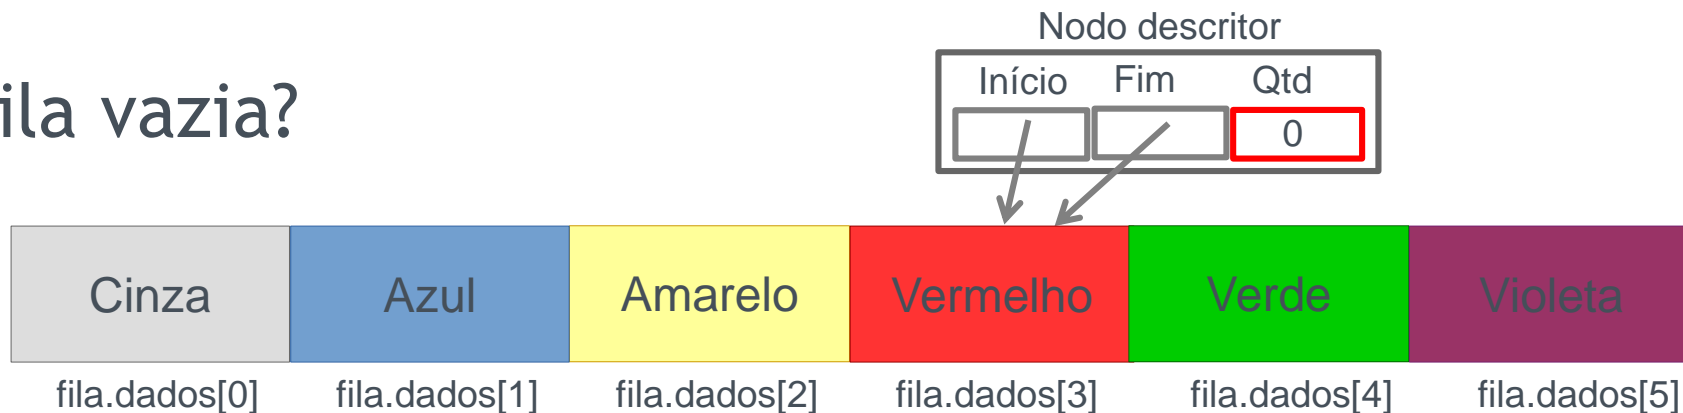 Nodo descritor
Início Fim Qtd
ila vazia?
0
Cinza Azul Amarelo Vermelho Verde Violeta
fila.dados[0] fila.dados[1] fila.dados[2] fila.dados[3] fila.dados[4] fila.dados[5]